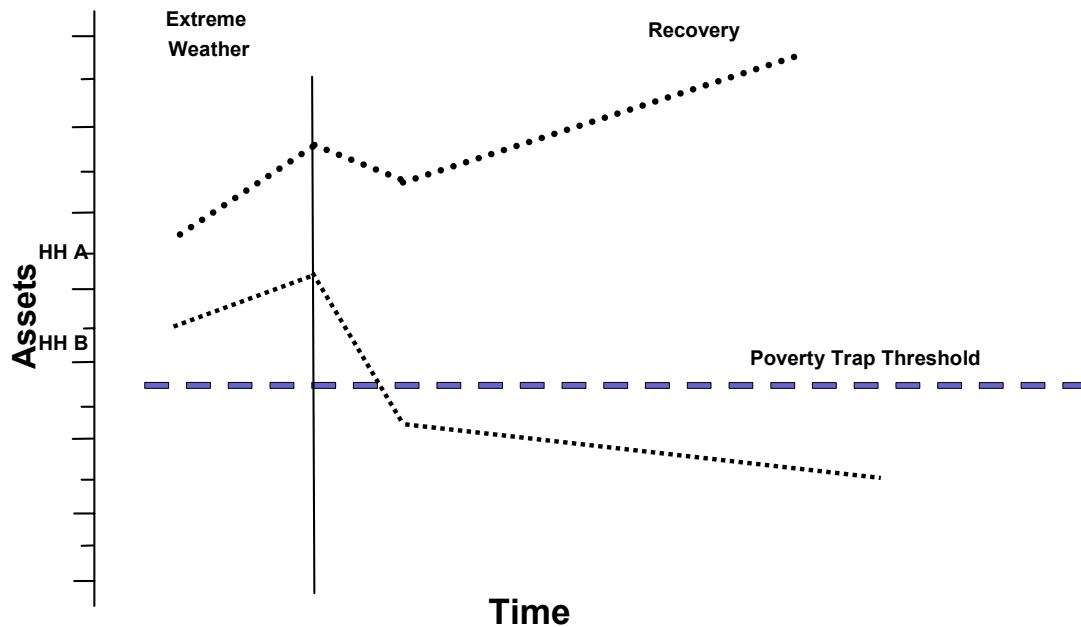 Extreme
Weather
Recovery
HH A
Assets
HH B
Poverty Trap Threshold
Time